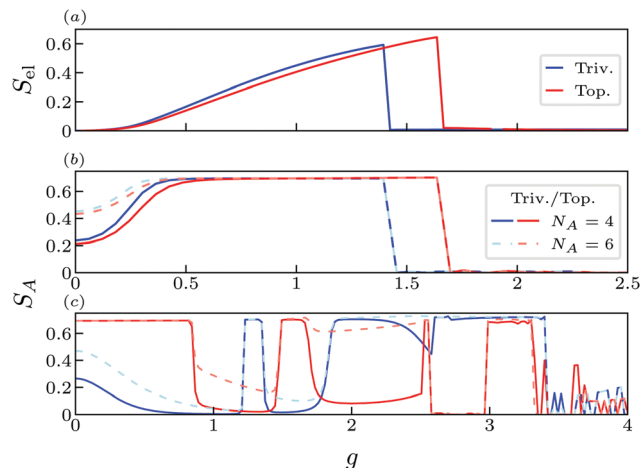 (a)
0.6
0.4
0.2
0
S_el
Triv.
Top.
(b)
0.6
0.4
0.2
0
Triv./Top.
N_A = 4
N_A = 6
0 0.5 1 1.5 2 2.5
S_A
(c)
0.6
0.4
0.2
0
0 1 2 3 4
g